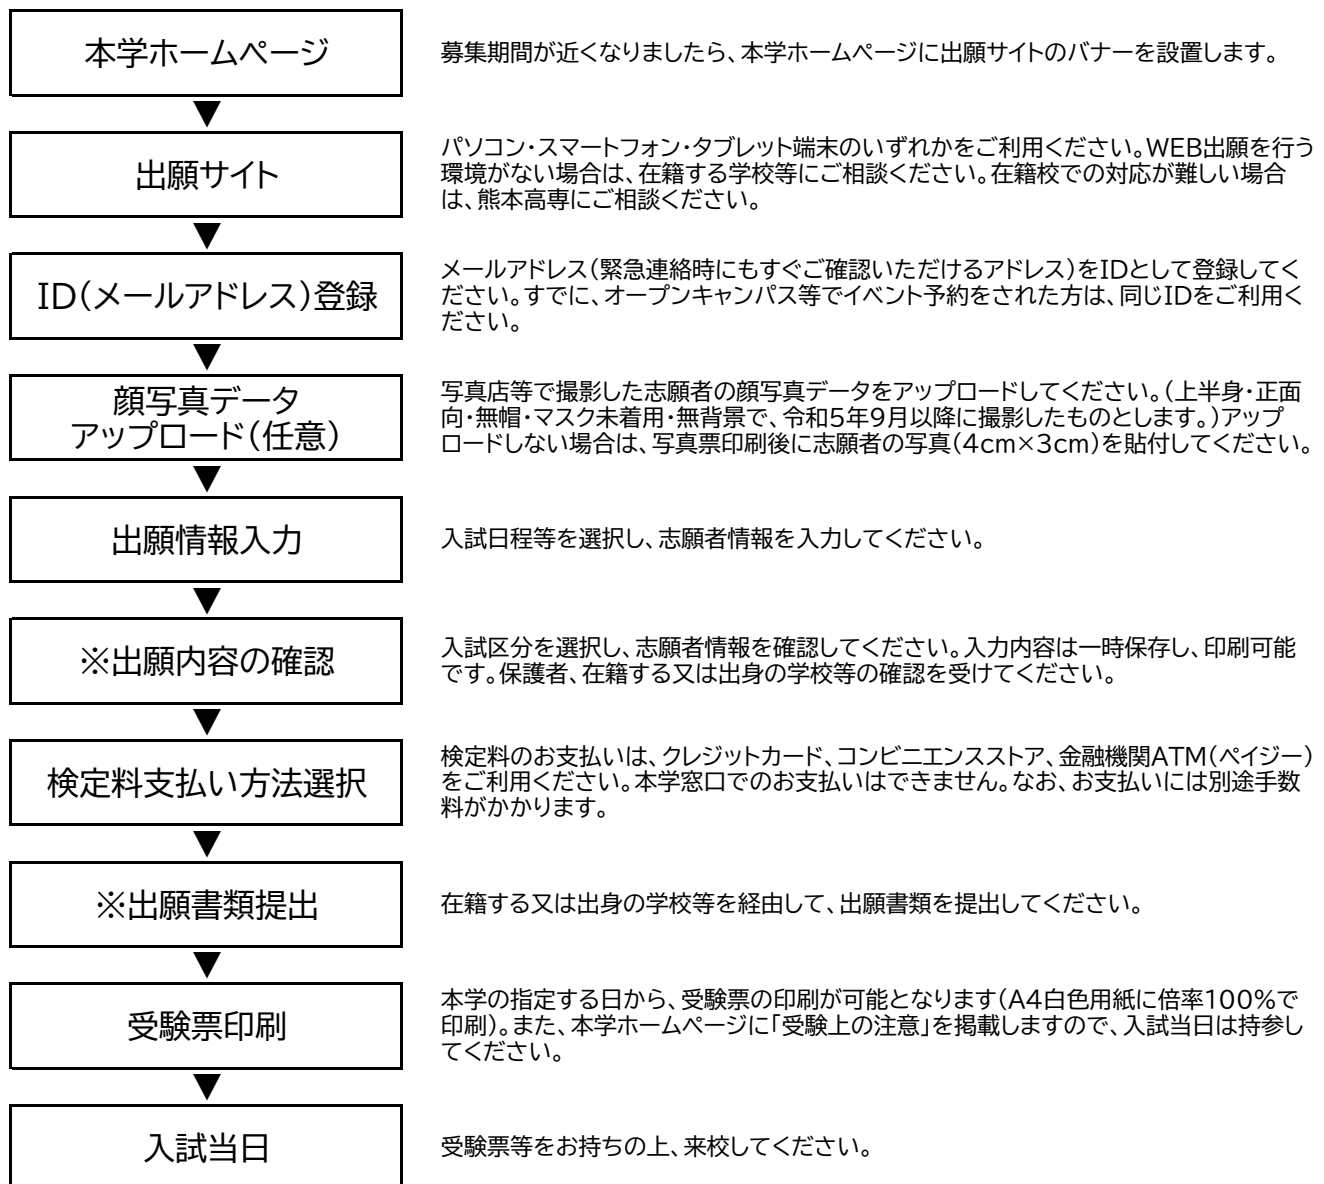 本学ホームページ
募集期間が近くなりましたら、本学ホームページに出願サイトのバナーを設置します。
▼
出願サイト
パソコン・スマートフォン・タブレット端末のいずれかをご利用ください。WEB出願を行う
環境がない場合は、在籍する学校等にご相談ください。在籍校での対応が難しい場合
は、熊本高専にご相談ください。
▼
ID(メールアドレス)登録
メールアドレス(緊急連絡時にもすぐご確認いただけるアドレス)をIDとして登録してく
ださい。すでに、オープンキャンパス等でイベント予約をされた方は、同じIDをご利用く
ださい。
▼
顔写真データ
アップロード(任意)
写真店等で撮影した志願者の顔写真データをアップロードしてください。(上半身・正面
向・無帽・マスク未着用・無背景で、令和5年9月以降に撮影したものとします。)アップ
ロードしない場合は、写真票印刷後に志願者の写真(4cm×3cm)を貼付してください。
▼
出願情報入力
入試日程等を選択し、志願者情報を入力してください。
▼
※出願内容の確認
入試区分を選択し、志願者情報を確認してください。入力内容は一時保存し、印刷可能
です。保護者、在籍する又は出身の学校等の確認を受けてください。
▼
検定料支払い方法選択
検定料のお支払いは、クレジットカード、コンビニエンスストア、金融機関ATM(ペイジー)
をご利用ください。本学窓口でのお支払いはできません。なお、お支払いには別途手数
料がかかります。
▼
※出願書類提出
在籍する又は出身の学校等を経由して、出願書類を提出してください。
▼
受験票印刷
本学の指定する日から、受験票の印刷が可能となります(A4白色用紙に倍率100%で
印刷)。また、本学ホームページに「受験上の注意」を掲載しますので、入試当日は持参し
てください。
▼
入試当日
受験票等をお持ちの上、来校してください。